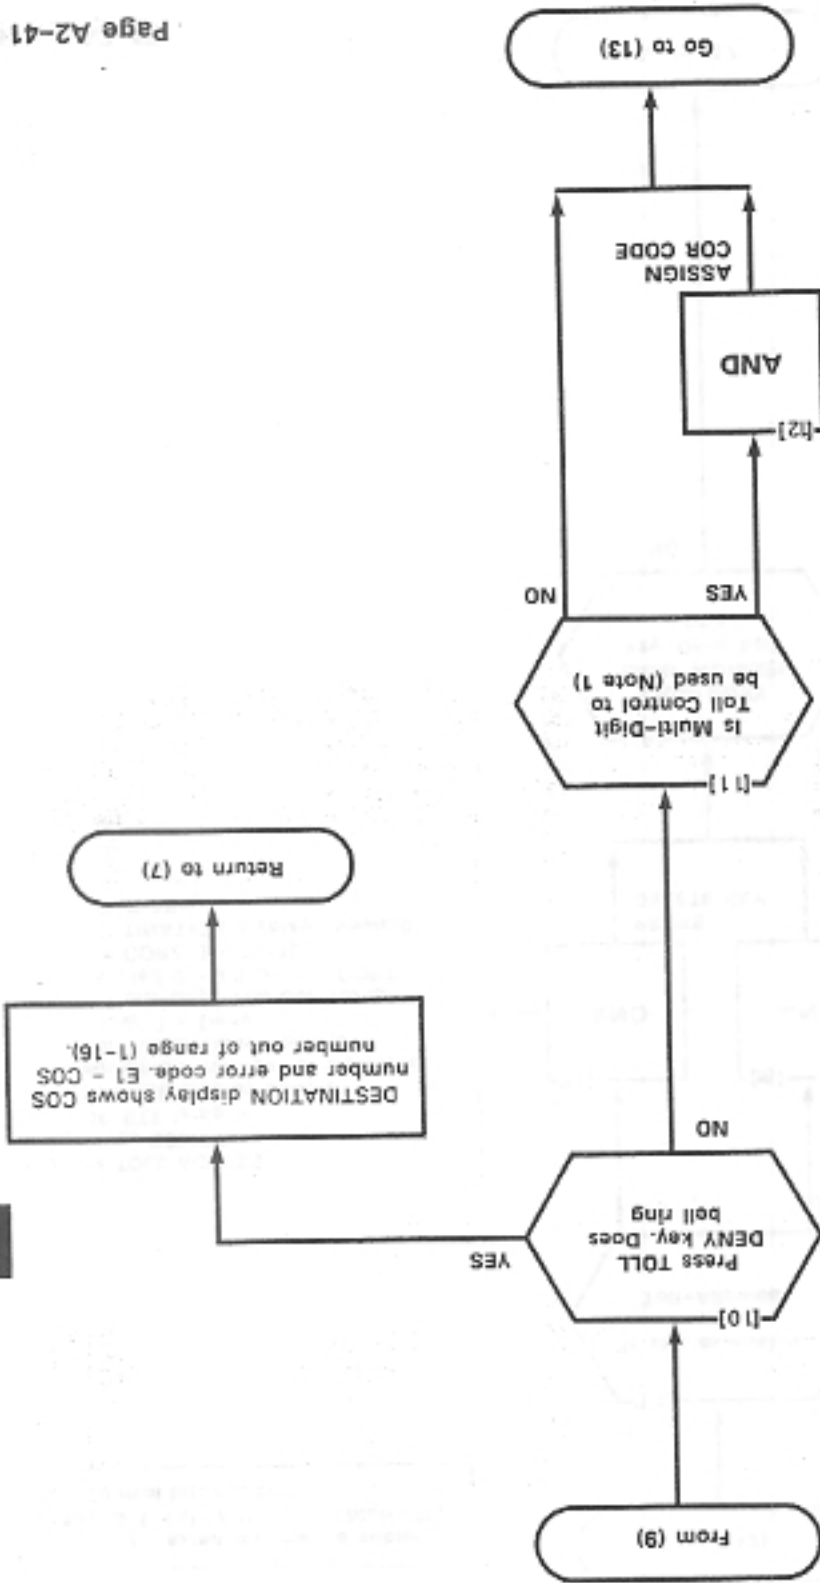 From (9)
[10]
Press TOLL
DENY key. Does
bell ring
YES
NO
DESTINATION display shows COS
number and error code. E1 - COS
number out of range (1-16).
Return to (7)
[11]
Is Multi-Digit
Toll Control to
be used (Note 1)
YES
NO
[12]
AND
ASSIGN
COR CODE
Go to (13)
Page A2-41